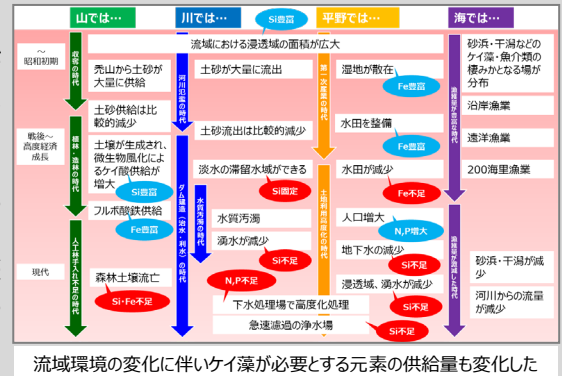 山では…
川では…
平野では…
海では…
Si豊富
～
昭和初期
戦後～
高度経済
成長
現代
収奪の時代
植林・造林の時代
人工林手入れ不足の時代
流域における浸透域の面積が広大
禿山から土砂が
大量に供給
土砂供給は比
較的減少
土壌が生成され、
微生物風化によ
るケイ酸供給が
増大
Si豊富
フルボ酸鉄供給
Fe豊富
森林土壌流亡
Si・Fe不足
河川氾濫の時代
ダム建造（治水・利水）の時代
水質汚濁の時代
土砂が大量に流出
土砂流出は比較的減少
淡水の滞留水域ができる
Si固定
水質汚濁
湧水が減少
Si不足
N,P不足
下水処理場で高度化処理
急速濾過の浄水場
Si不足
第一次産業の時代
土地利用高度化の時代
湿地が散在
Fe豊富
水田を整備
Fe豊富
水田が減少
Fe不足
人口増大
N,P増大
地下水の減少
Si不足
浸透域、湧水が減少
Si不足
漁獲量が豊富な時代
漁獲量が激減した時代
砂浜・干潟などの
ケイ藻・魚介類の
棲みかとなる場が
分布
沿岸漁業
遠洋漁業
200海里漁業
砂浜・干潟が減
少
河川からの流量
が減少
流域環境の変化に伴いケイ藻が必要とする元素の供給量も変化した